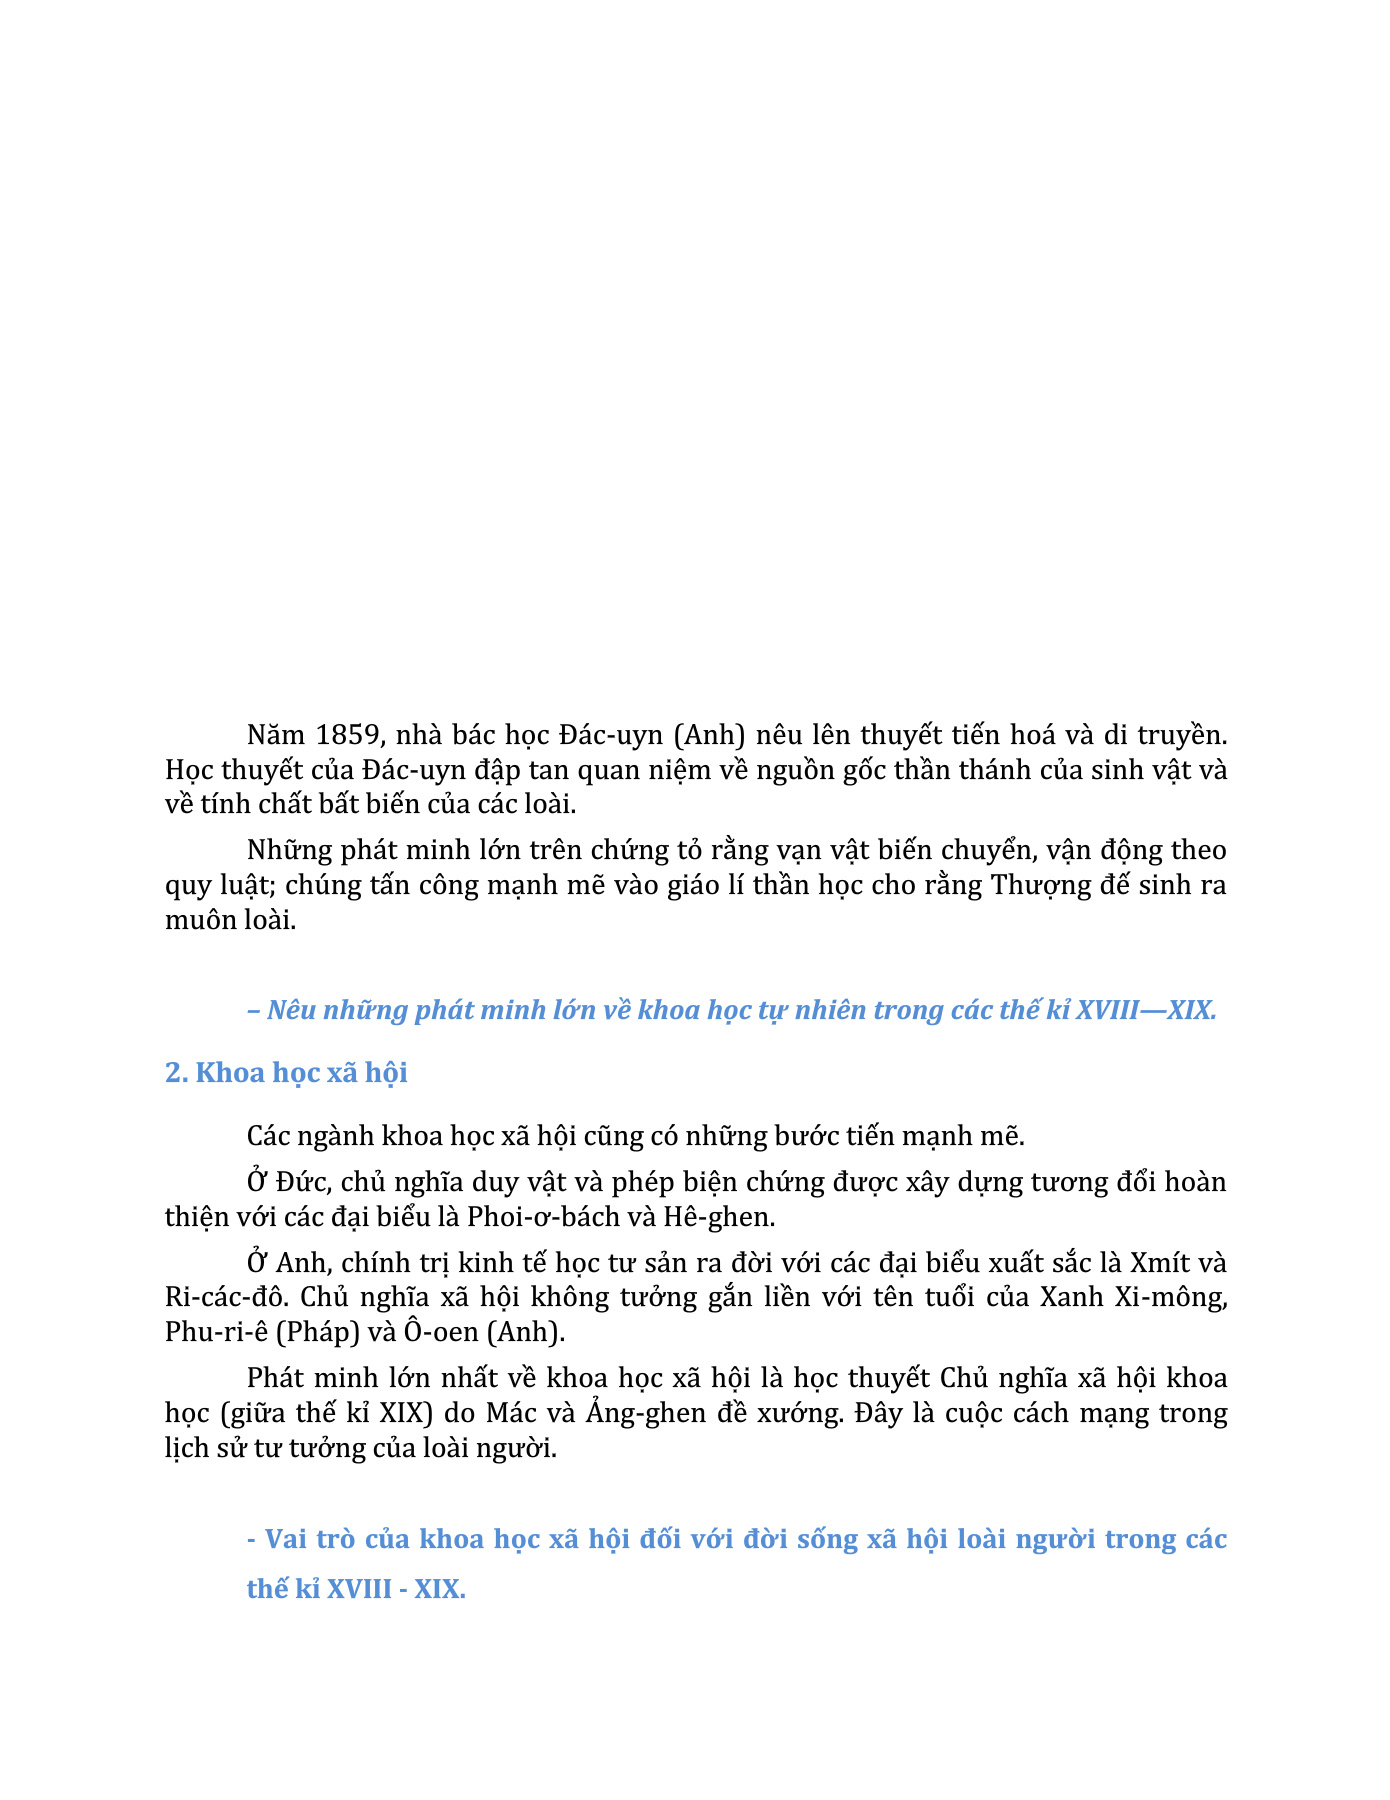 Năm 1859, nhà bác học Đác-uyn (Anh) nêu lên thuyết tiến hoá và di truyền.
Học thuyết của Đác-uyn đập tan quan niệm về nguồn gốc thần thánh của sinh vật và
về tính chất bất biến của các loài.
Những phát minh lớn trên chứng tỏ rằng vạn vật biến chuyển, vận động theo
quy luật; chúng tấn công mạnh mẽ vào giáo lí thần học cho rằng Thượng đế sinh ra
muôn loài.
– Nêu những phát minh lớn về khoa học tự nhiên trong các thế kỉ XVIII—XIX.
2. Khoa học xã hội
Các ngành khoa học xã hội cũng có những bước tiến mạnh mẽ.
Ở Đức, chủ nghĩa duy vật và phép biện chứng được xây dựng tương đổi hoàn
thiện với các đại biểu là Phoi-ơ-bách và Hê-ghen.
Ở Anh, chính trị kinh tế học tư sản ra đời với các đại biểu xuất sắc là Xmít và
Ri-các-đô. Chủ nghĩa xã hội không tưởng gắn liền với tên tuổi của Xanh Xi-mông,
Phu-ri-ê (Pháp) và Ô-oen (Anh).
Phát minh lớn nhất về khoa học xã hội là học thuyết Chủ nghĩa xã hội khoa
học (giữa thế kỉ XIX) do Mác và Ảng-ghen đề xướng. Đây là cuộc cách mạng trong
lịch sử tư tưởng của loài người.
- Vai trò của khoa học xã hội đối với đời sống xã hội loài người trong các
thế kỉ XVIII - XIX.